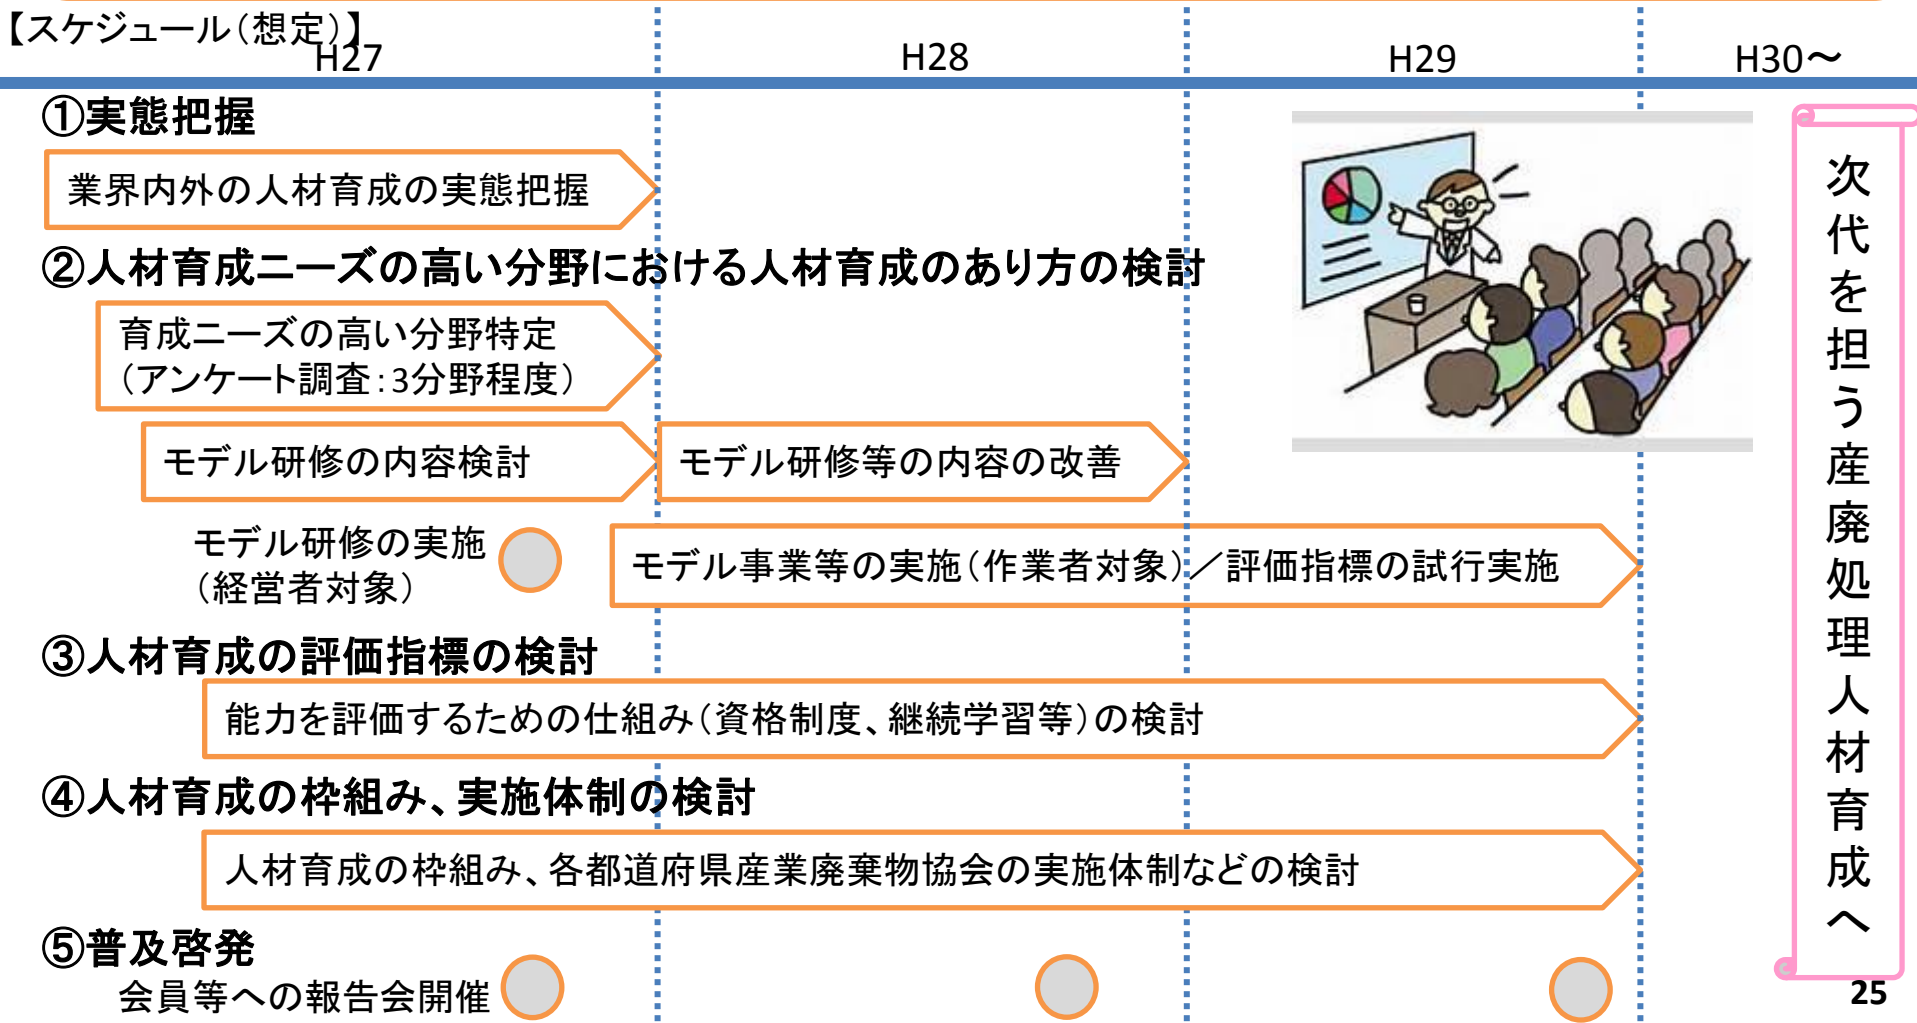 【スケジュール（想定）】
H27
H28
H29
H30～
①実態把握
業界内外の人材育成の実態把握
②人材育成ニーズの高い分野における人材育成のあり方の検討
育成ニーズの高い分野特定
（アンケート調査：3分野程度）
モデル研修の内容検討
モデル研修等の内容の改善
モデル研修の実施
（経営者対象）
モデル事業等の実施（作業者対象）／評価指標の試行実施
③人材育成の評価指標の検討
能力を評価するための仕組み（資格制度、継続学習等）の検討
④人材育成の枠組み、実施体制の検討
人材育成の枠組み、各都道府県産業廃棄物協会の実施体制などの検討
⑤普及啓発
会員等への報告会開催
次代を担う産廃処理人材育成へ
25